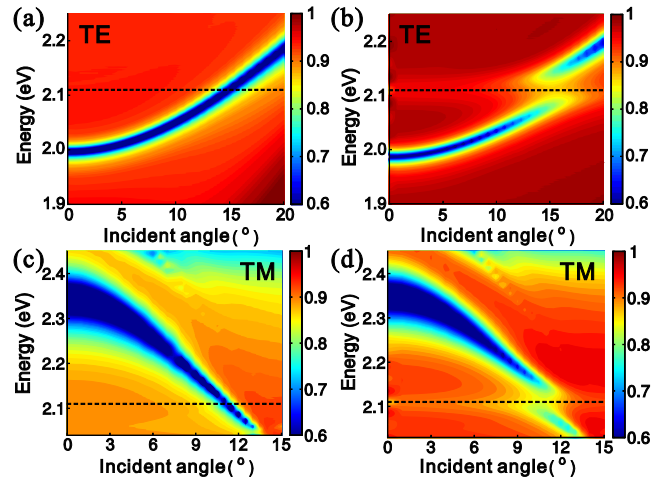 (a) TE
Energy (eV)
2.2
2.1
2.0
1.9
0 5 10 15 20
Incident angle( ° )
1
0.9
0.8
0.7
0.6
(b) TE
Energy (eV)
2.2
2.1
2.0
1.9
0 5 10 15 20
Incident angle( ° )
1
0.9
0.8
0.7
0.6
(c) TM
Energy (eV)
2.4
2.3
2.2
2.1
0 3 6 9 12 15
Incident angle( ° )
1
0.9
0.8
0.7
0.6
(d) TM
Energy (eV)
2.4
2.3
2.2
2.1
0 3 6 9 12 15
Incident angle( ° )
1
0.9
0.8
0.7
0.6